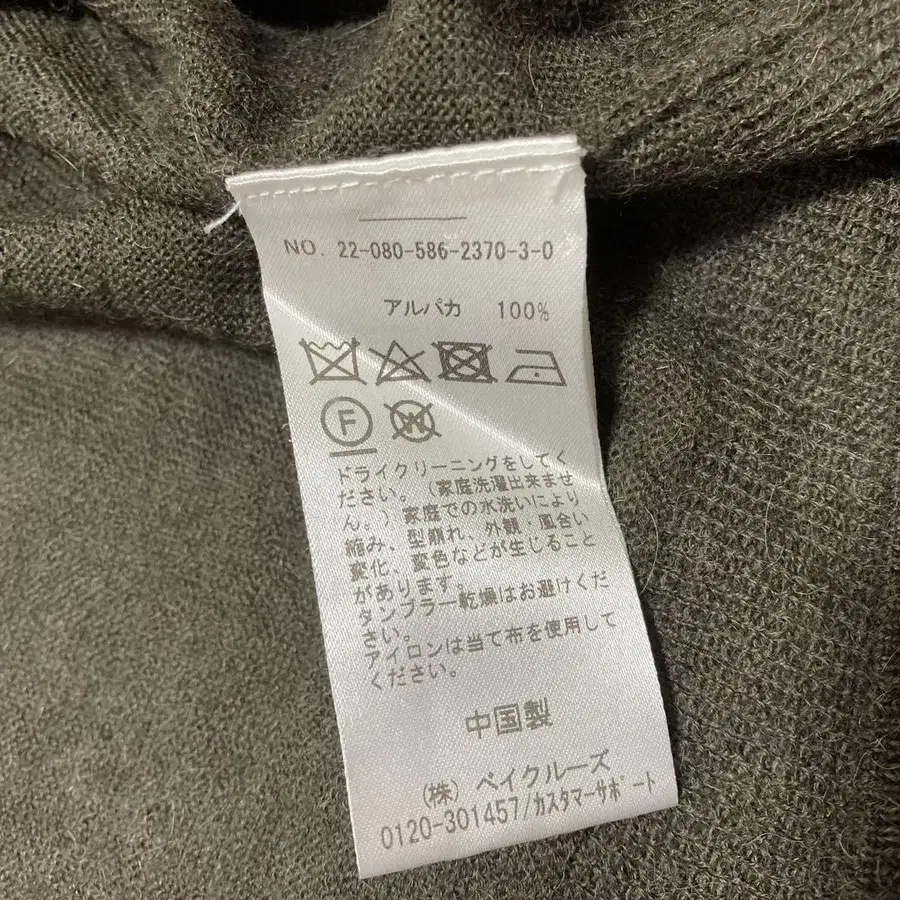 NO. 22-080-586-2370-3-0
アルパカ 100%
F
W
ドライクリーニングをしてく
ださい。(家庭洗濯出来ませ
ん。)家庭での水洗いにより
縮み、型崩れ、外観・風合い
変化、変色などが生じること
があります。
タンブラー乾燥はお避けくだ
さい。
アイロンは当て布を使用して
ください。
中国製
(株) ベイクルーズ
0120-301457/カスタマーサポート